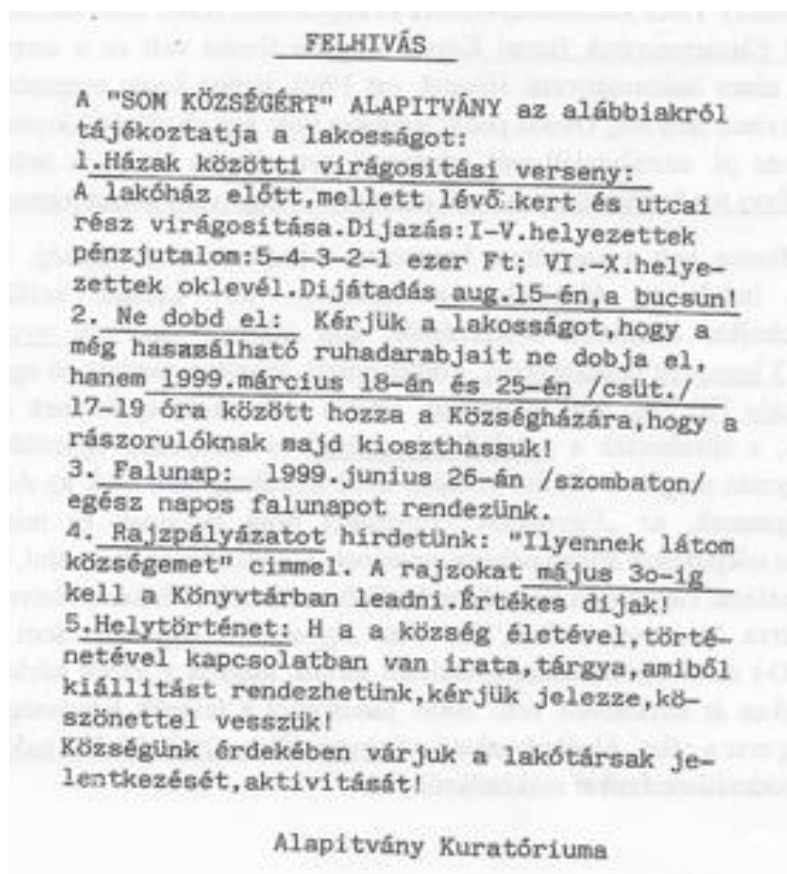 FELHIVÁS
A "SOM KÖZSÉGÉRT" ALAPITVÁNY az alábbiakról
tájékoztatja a lakosságot:
1.Házak közötti virágositási verseny:
A lakóház előtt,mellett lévő kert és utcai
rész virágositása.Dijazás:I-V.helyezettek
pénzjutalom:5-4-3-2-1 ezer Ft; VI.-X.helye-
zettek oklevél.Dijátadás aug.15-én,a bucsun!
2. Ne dobd el: Kérjük a lakosságot,hogy a
még hasazálható ruhadarabjait ne dobja el,
hanem 1999.március 18-án és 25-én /csüt./
17-19 óra között hozza a Községházára,hogy a
rászorulóknak majd kioszthassuk!
3. Falunap: 1999.junius 26-án /szombaton/
egész napos falunapot rendezünk.
4. Rajzpályázatot hirdetünk: "Ilyennek látom
községemet" cimmel. A rajzokat május 3o-ig
kell a Könyvtárban leadni.Értékes dijak!
5.Helytörténet: H a a község életével,törté-
netével kapcsolatban van irata,tárgya,amiből
kiállitást rendezhetünk,kérjük jelezze,kö-
szönettel vesszük!
Községünk érdekében várjuk a lakótársak je-
lentkezését,aktivitását!
Alapitvány Kuratóriuma